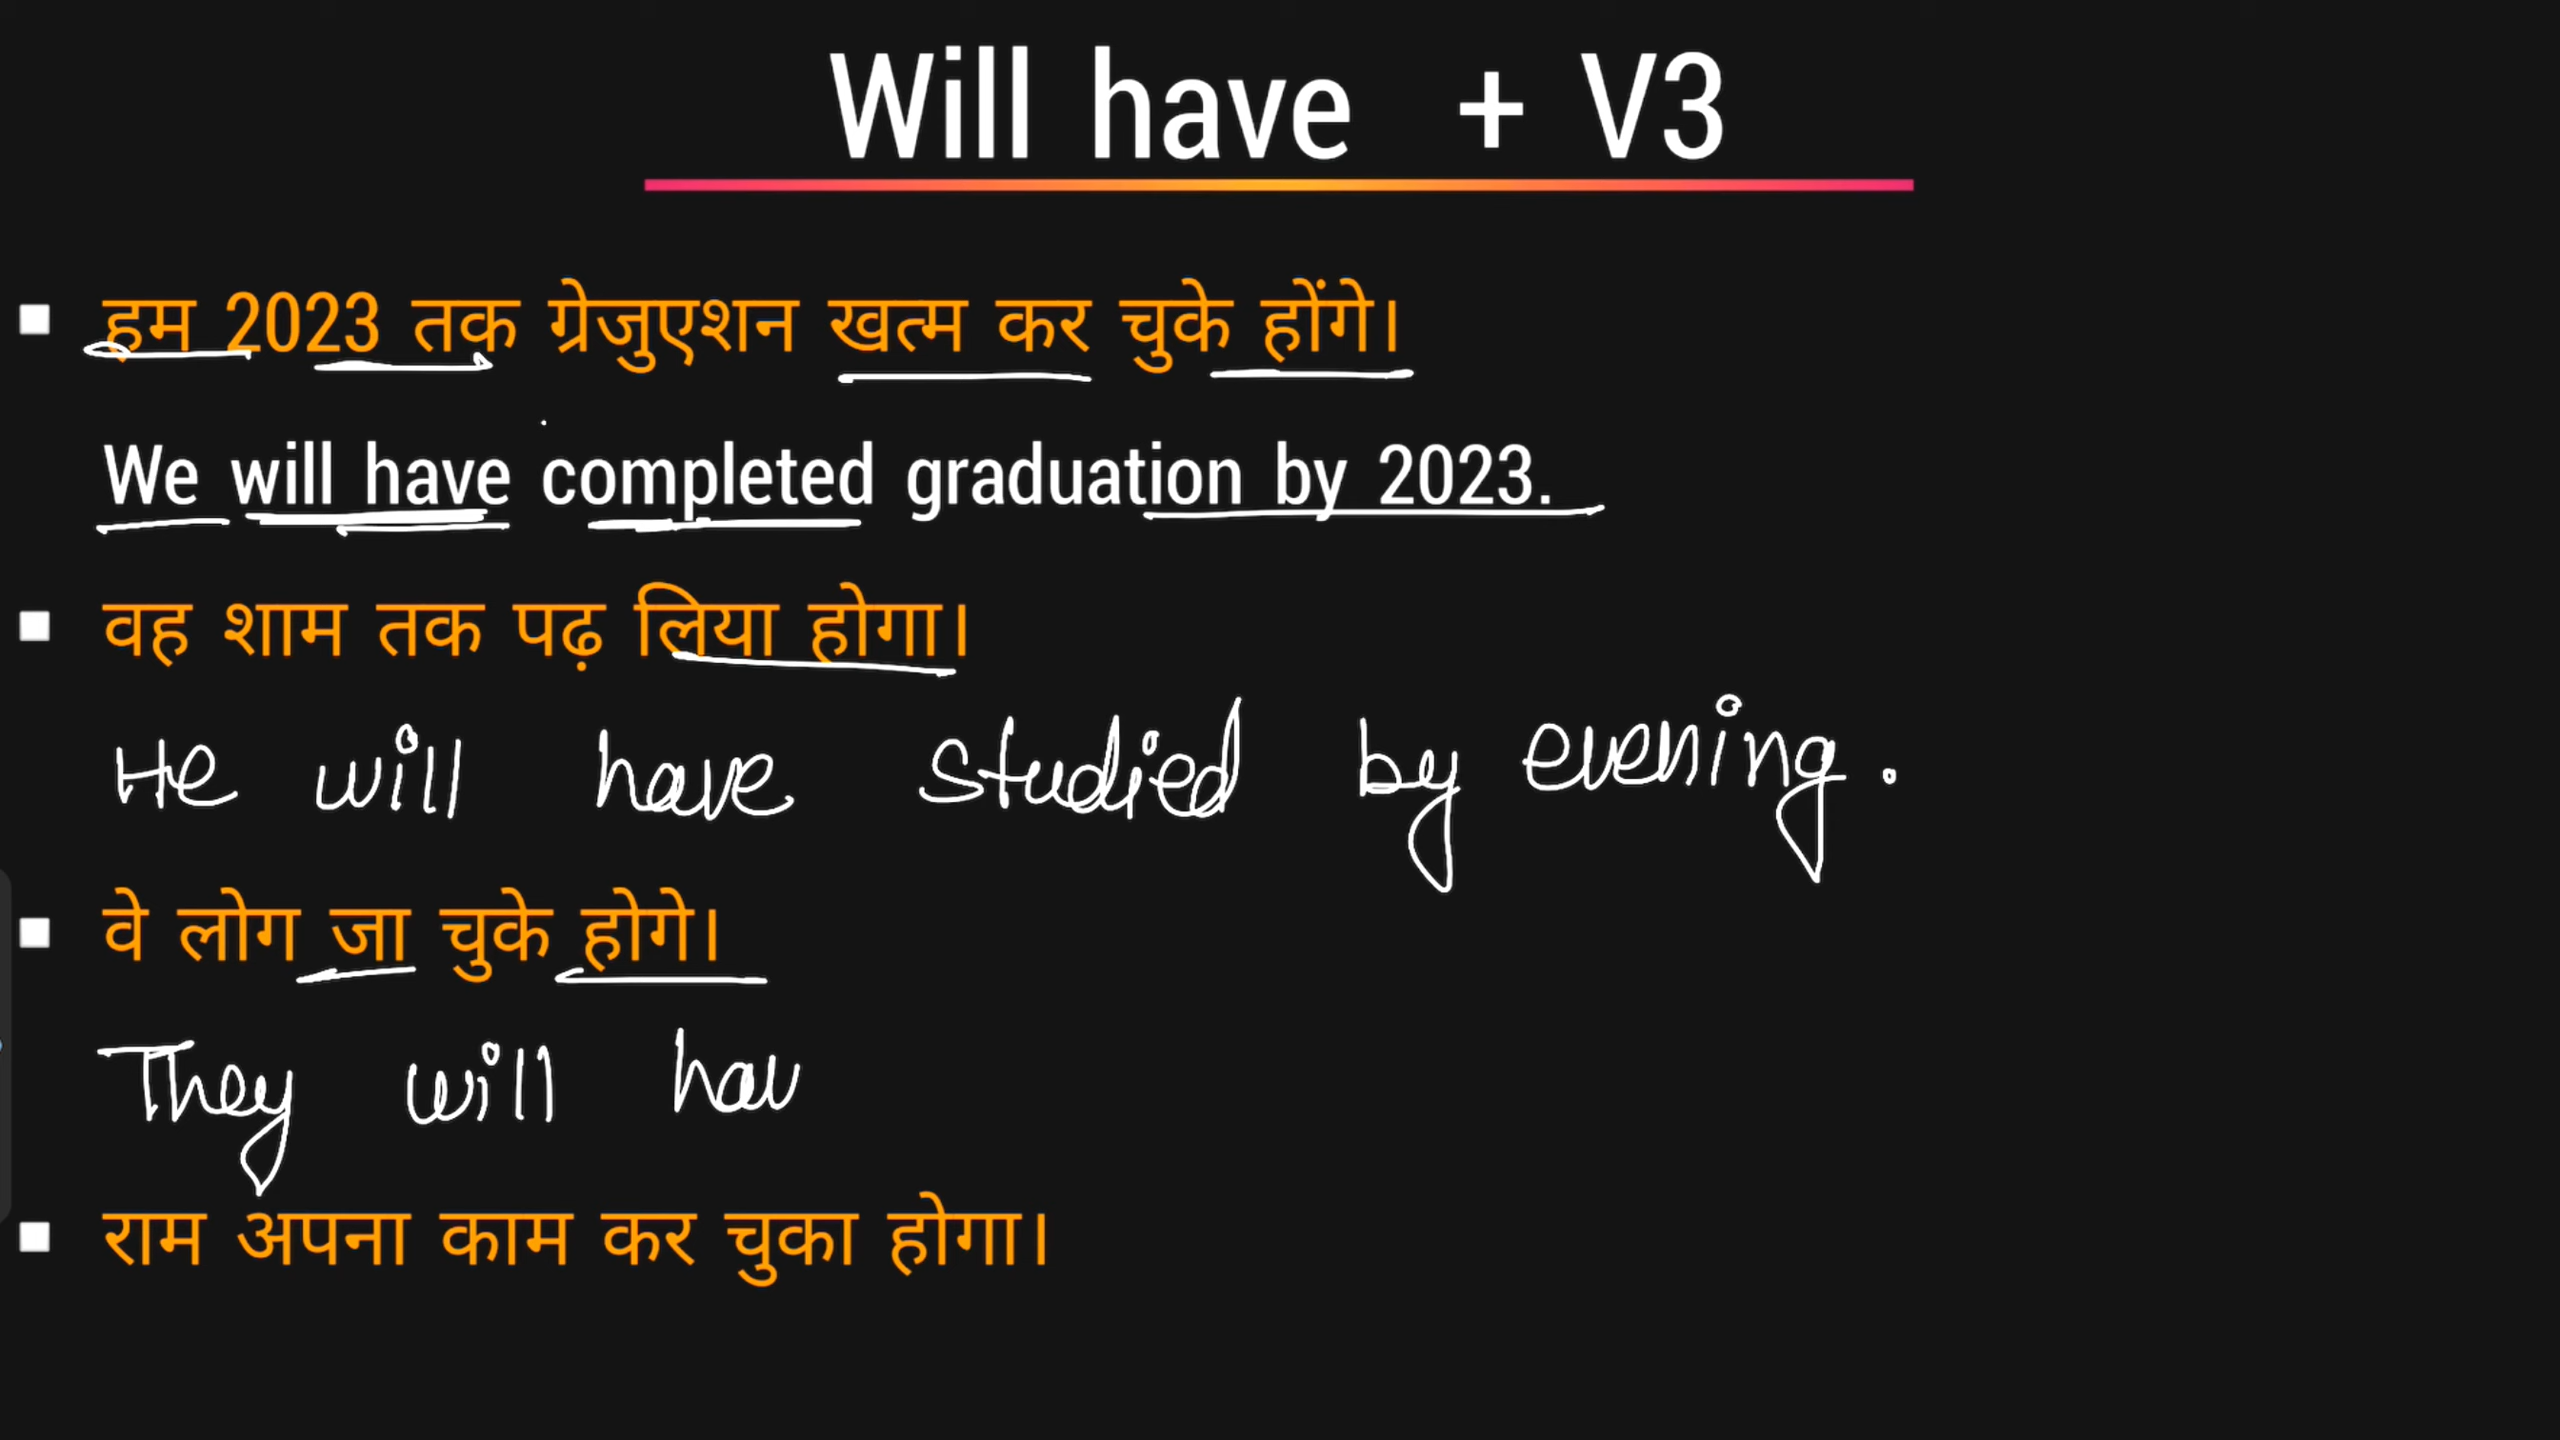 Will have + V3
हम 2023 तक ग्रेजुएशन खत्म कर चुके होंगे।
We will have completed graduation by 2023.
वह शाम तक पढ़ लिया होगा।
He will have studied by evening.
वे लोग जा चुके होगे।
They will hav
राम अपना काम कर चुका होगा।